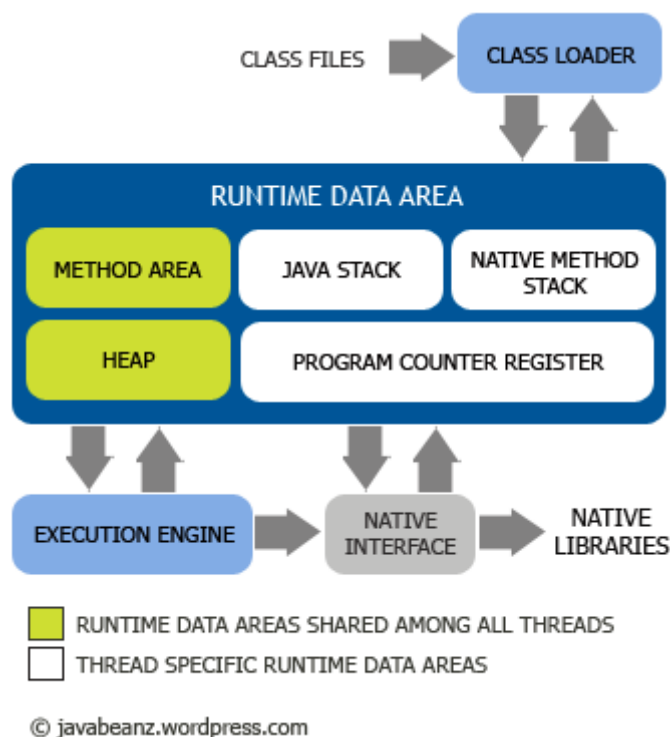 CLASS FILES
CLASS LOADER
RUNTIME DATA AREA
METHOD AREA
JAVA STACK
NATIVE METHOD
STACK
HEAP
PROGRAM COUNTER REGISTER
EXECUTION ENGINE
NATIVE
INTERFACE
NATIVE
LIBRARIES
RUNTIME DATA AREAS SHARED AMONG ALL THREADS
THREAD SPECIFIC RUNTIME DATA AREAS
© javabeanz.wordpress.com